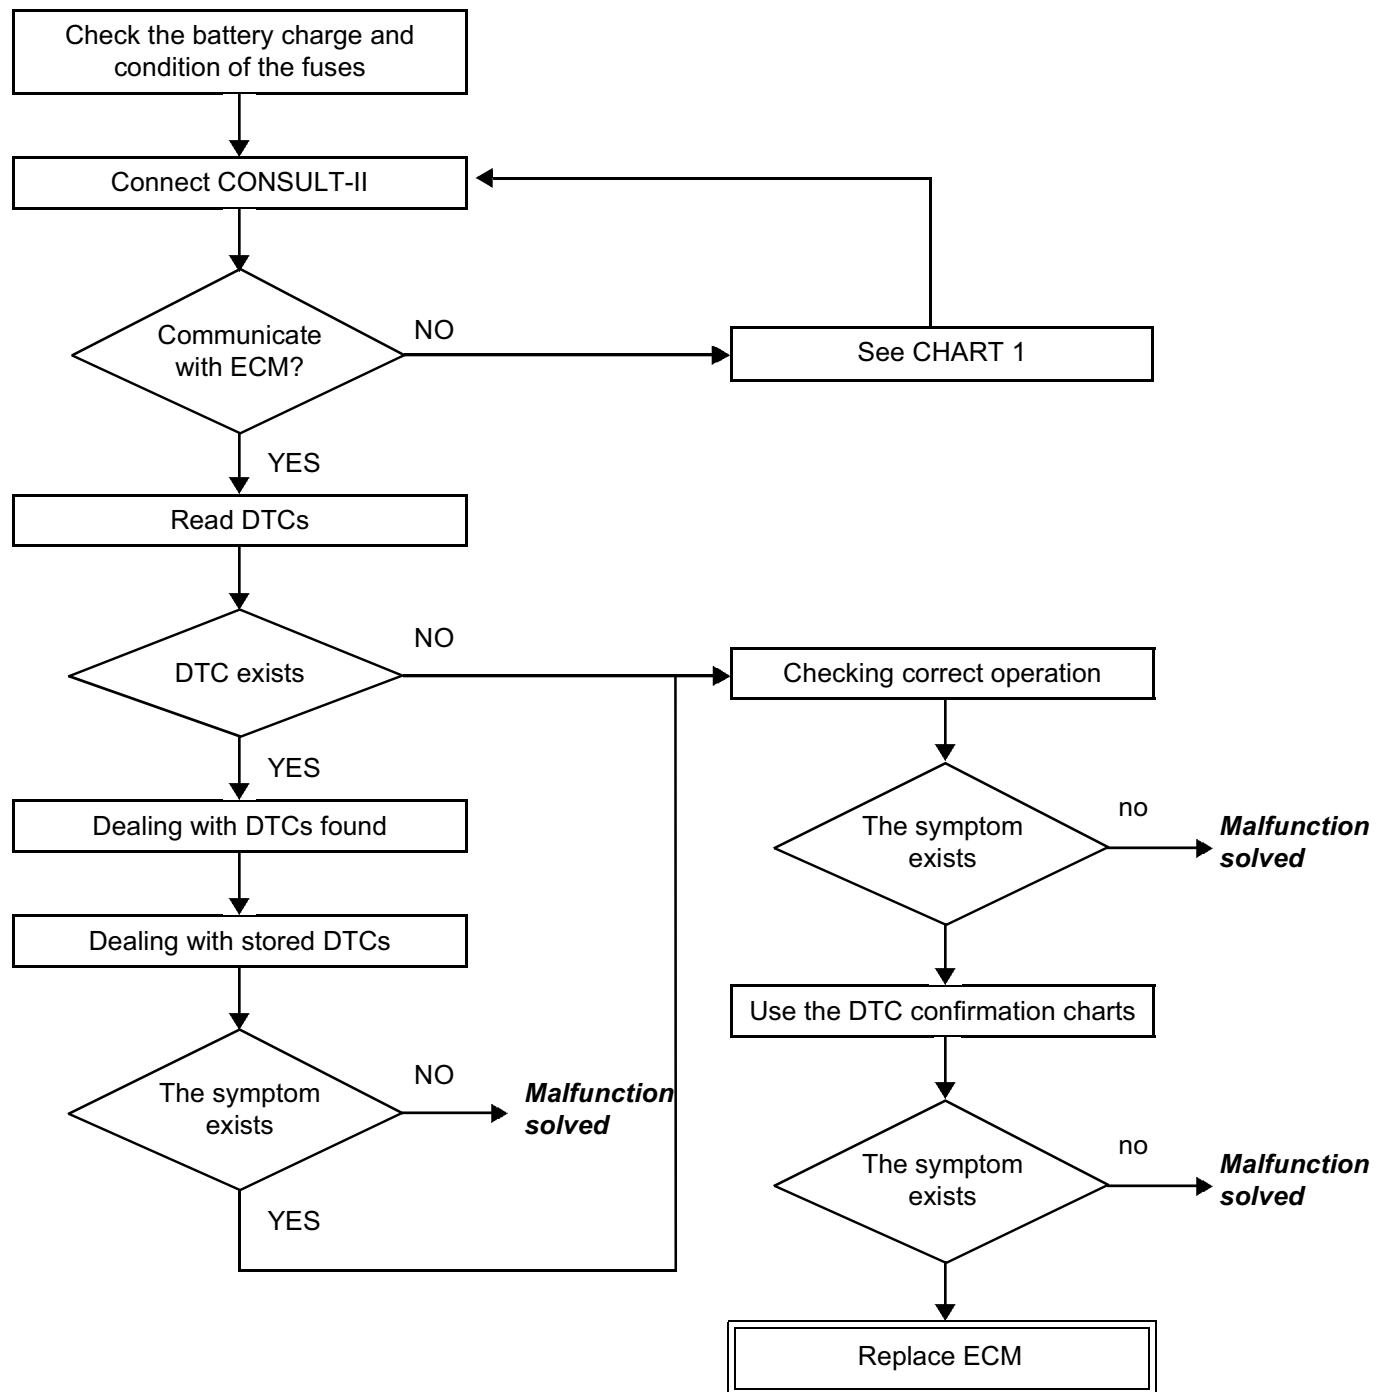 Check the battery charge and
condition of the fuses
Connect CONSULT-II
Communicate
with ECM?
NO
See CHART 1
YES
Read DTCs
DTC exists
NO
Checking correct operation
YES
Dealing with DTCs found
The symptom
exists
no
Malfunction
solved
Dealing with stored DTCs
Use the DTC confirmation charts
The symptom
exists
NO
Malfunction
solved
YES
The symptom
exists
no
Malfunction
solved
Replace ECM